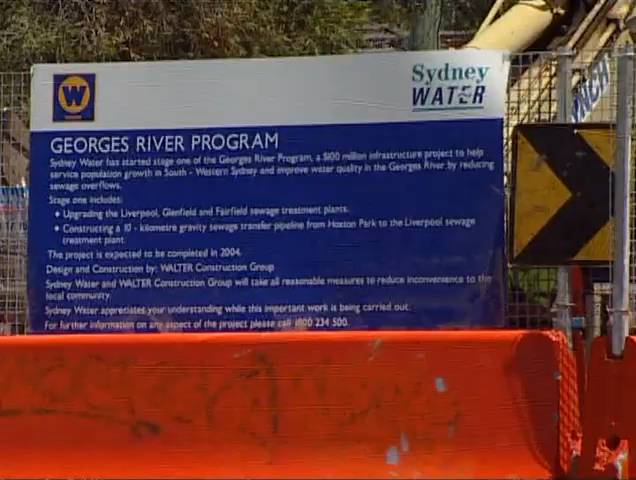 W
Sydney
WATER
GEORGES RIVER PROGRAM
Sydney Water has started stage one of the Georges River Program, a $100 million infrastructure project to help
service population growth in South - Western Sydney and improve water quality in the Georges River by reducing
sewage overflows.
Stage one includes:
• Upgrading the Liverpool, Glenfield and Fairfield sewage treatment plants.
• Constructing a 10 - kilometre gravity sewage transfer pipeline from Hoxton Park to the Liverpool sewage
treatment plant.
The project is expected to be completed in 2004.
Design and Construction by: WALTER Construction Group
Sydney Water and WALTER Construction Group will take all reasonable measures to reduce inconvenience to the
local community.
Sydney Water appreciates your understanding while this important work is being carried out.
For further information on any aspect of the project please call 1800 234 500.